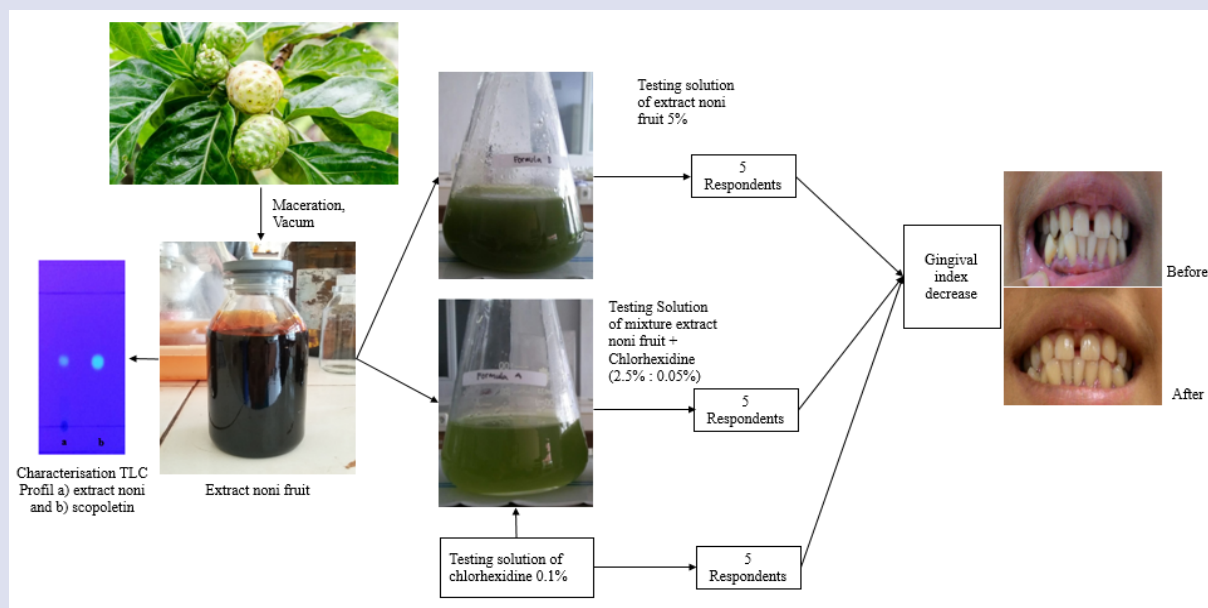 Maceration,
Vacum
Extract noni fruit
a b
Characterisation TLC
Profil a) extract noni
and b) scopoletin
Formula
Testing solution
of extract noni
fruit 5%
5
Respondents
Formula A
Testing Solution
of mixture extract
noni fruit +
Chlorhexidine
(2.5% : 0.05%)
5
Respondents
Testing solution of
chlorhexidine 0.1%
5
Respondents
Gingival
index
decrease
Before
After